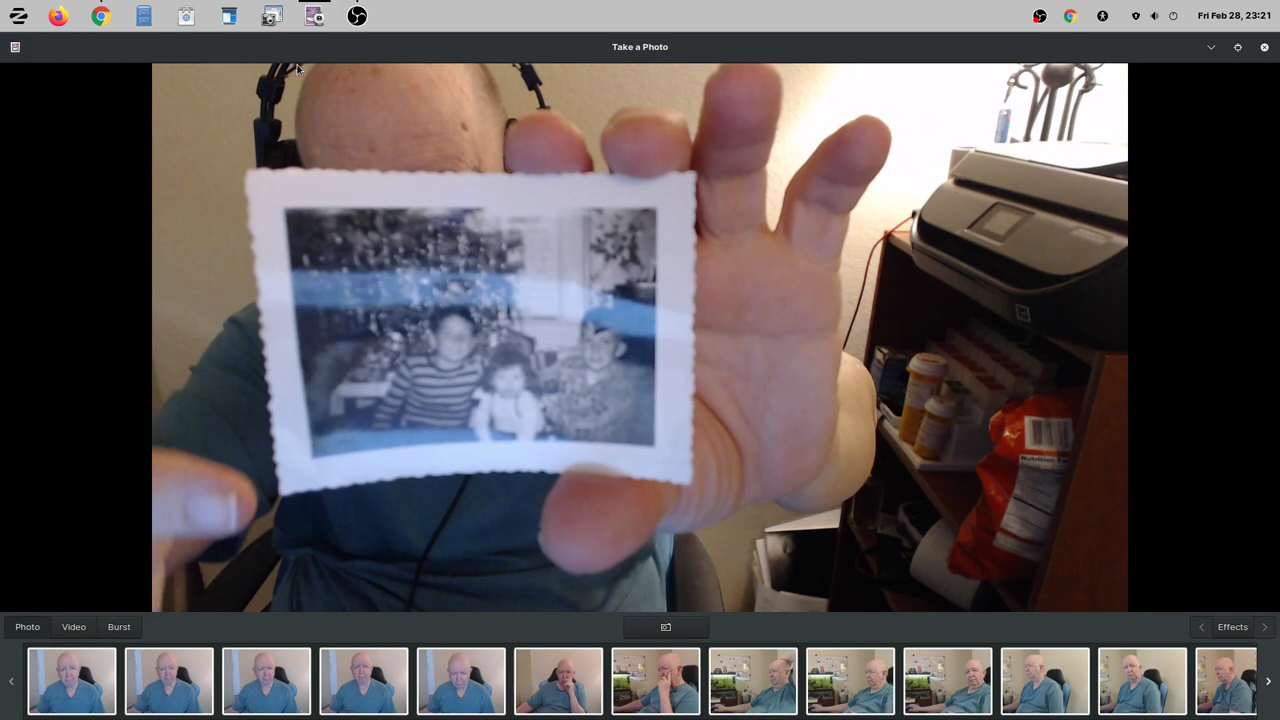 Fri Feb 28, 23:21
Take a Photo
Nutrition Fa
Photo
Video
Burst
Effects